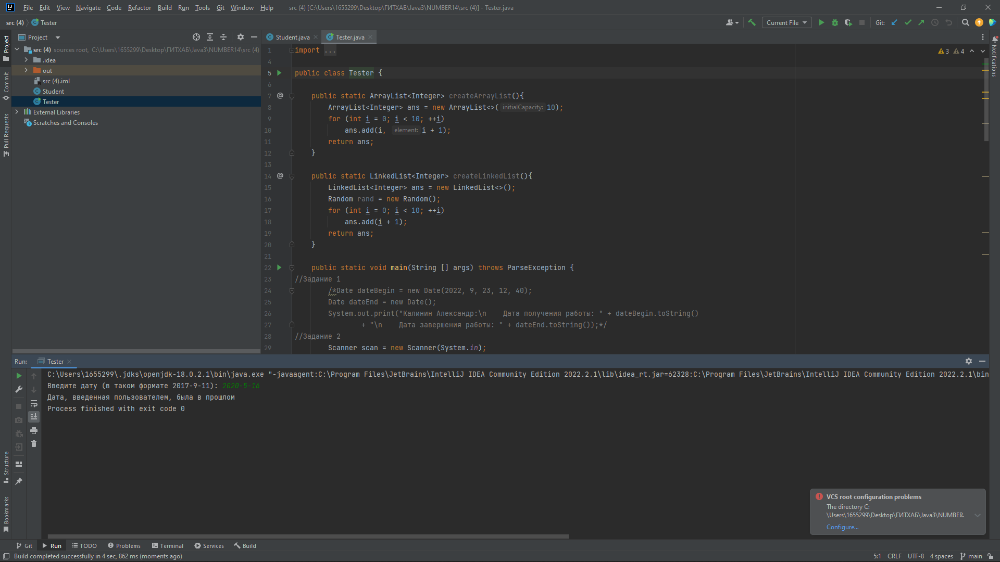 File Edit View Navigate Code Refactor Build Run Tools Git Window Help src (4) [C:\Users\1655299\Desktop\ГИТХАБ\Java3\NUMBER14\src (4)] - Tester.java
src (4) Tester
Current File
Git:
Project
Student.java
Tester.java
src (4) sources root, C:\Users\1655299\Desktop\ГИТХАБ\Java3\NUMBER14\src (4)
.idea
out
src (4).iml
Student
Tester
External Libraries
Scratches and Consoles
Project
Commit
Pull Requests
Structure
Bookmarks
Notifications
3 4
1 import ...
4
5 public class Tester {
6
7 @ public static ArrayList<Integer> createArrayList(){
8 ArrayList<Integer> ans = new ArrayList<>( initialCapacity: 10);
9 for (int i = 0; i < 10; ++i)
10 ans.add(i, element: i + 1);
11 return ans;
12 }
13
14 @ public static LinkedList<Integer> createLinkedList(){
15 LinkedList<Integer> ans = new LinkedList<>();
16 Random rand = new Random();
17 for (int i = 0; i < 10; ++i)
18 ans.add(i + 1);
19 return ans;
20 }
21
22 public static void main(String [] args) throws ParseException {
23 //Задание 1
24 /*Date dateBegin = new Date(2022, 9, 23, 12, 40);
25 Date dateEnd = new Date();
26 System.out.print("Калинин Александр:\n    Дата получения работы: " + dateBegin.toString()
27 + "\n    Дата завершения работы: " + dateEnd.toString());*/
28 //Задание 2
29 Scanner scan = new Scanner(System.in);
Run: Tester
C:\Users\1655299\.jdks\openjdk-18.0.2.1\bin\java.exe "-javaagent:C:\Program Files\JetBrains\IntelliJ IDEA Community Edition 2022.2.1\lib\idea_rt.jar=62328:C:\Program Files\JetBrains\IntelliJ IDEA Community Edition 2022.2.1\bin
Введите дату (в таком формате 2017-9-11): 2020-5-16
Дата, введенная пользователем, была в прошлом
Process finished with exit code 0
VCS root configuration problems
The directory C:
\Users\1655299\Desktop\ГИТХАБ\Java3\NUMBER.
Configure...
Git Run TODO Problems Terminal Services Build
Build completed successfully in 4 sec, 862 ms (moments ago)
5:1 CRLF UTF-8 4 spaces main